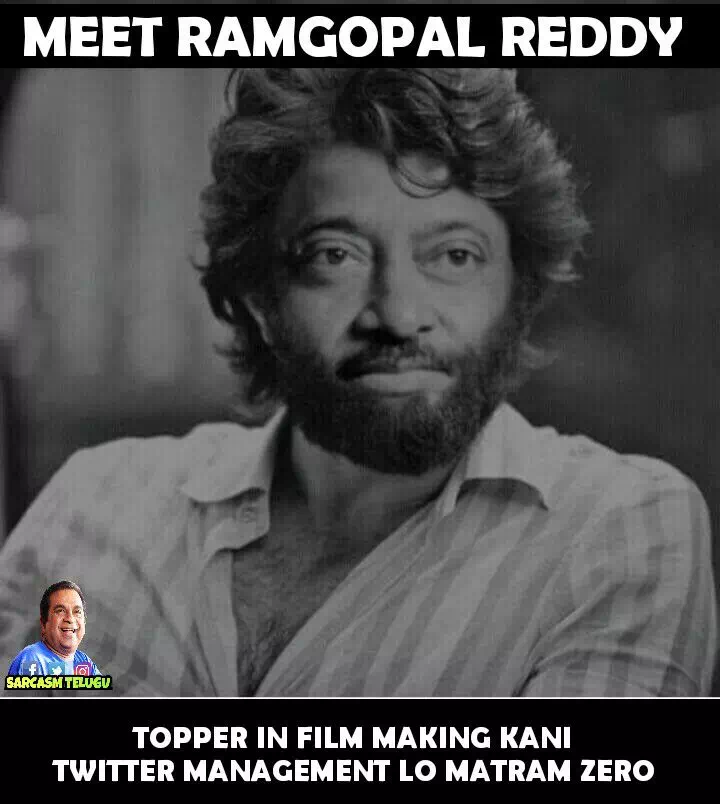 MEET RAMGOPAL REDDY
SARCASM TELUGU
TOPPER IN FILM MAKING KANI
TWITTER MANAGEMENT LO MATRAM ZERO